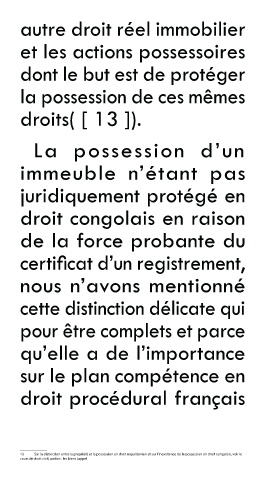 autre droit réel immobilier
et les actions possessoires
dont le but est de protéger
la possession de ces mêmes
droits( [ 13 ]).
La possession d’un
immeuble n’étant pas
juridiquement protégé en
droit congolais en raison
de la force probante du
certificat d’un registrement,
nous n’avons mentionné
cette distinction délicate qui
pour être complets et parce
qu’elle a de l’importance
sur le plan compétence en
droit procédural français